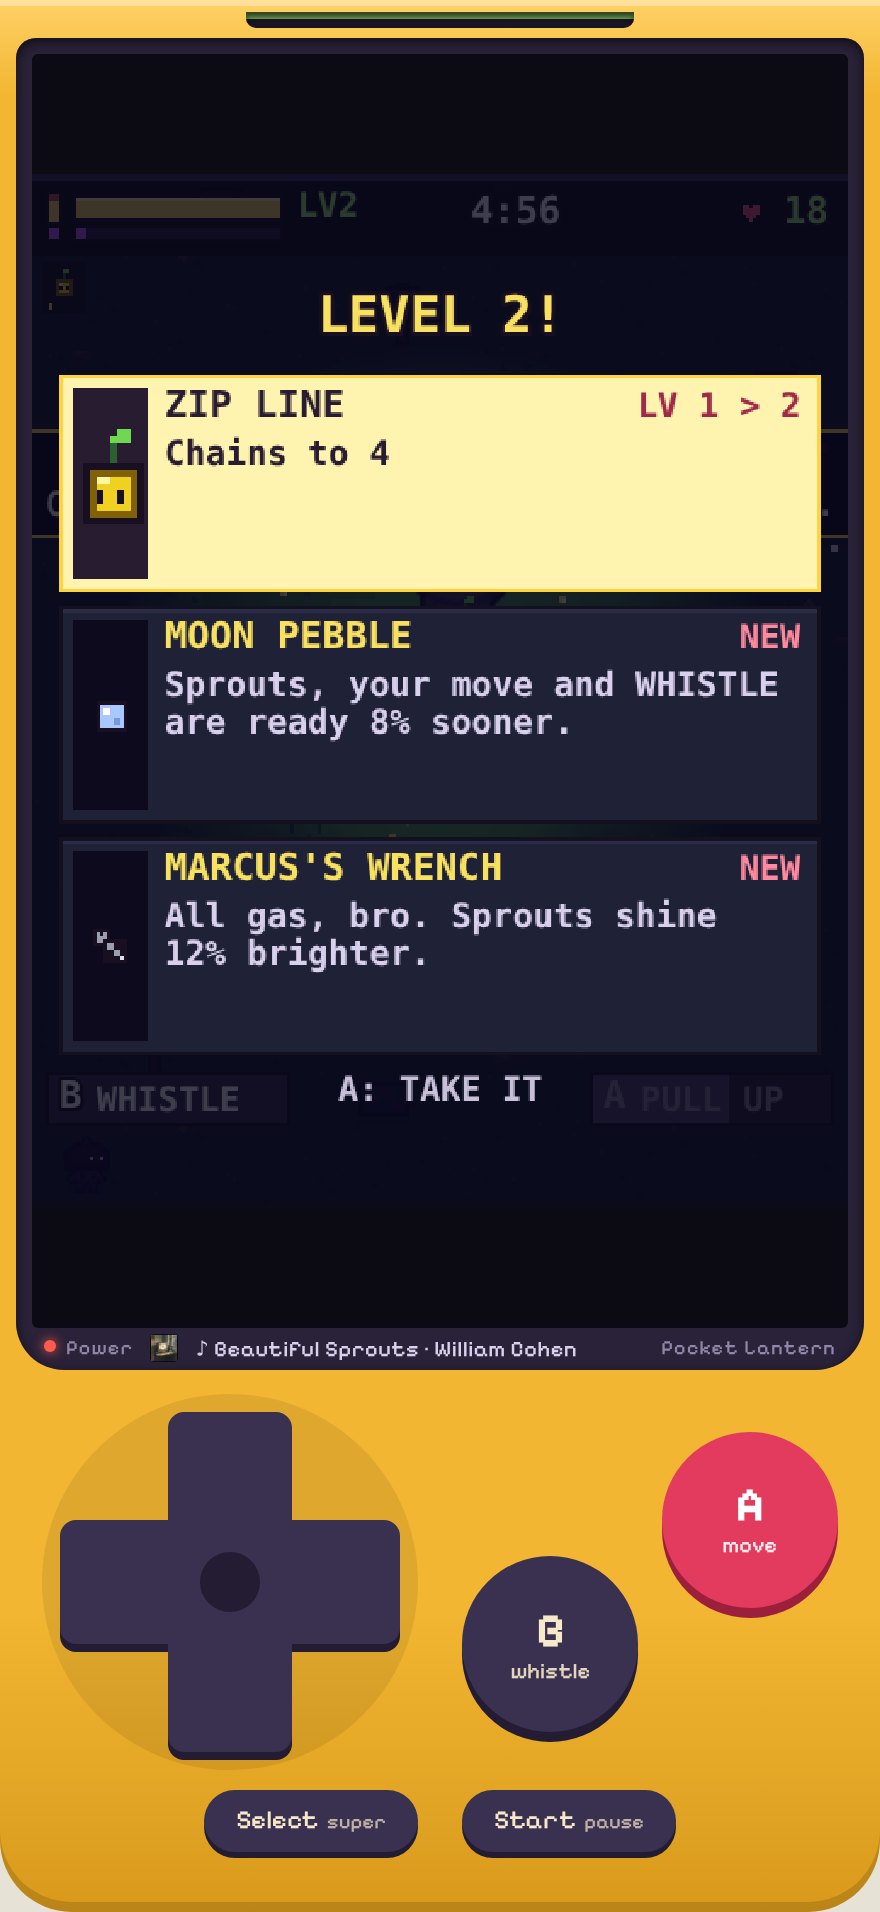 LV2 4:56 18
LEVEL 2!
ZIP LINE LV 1 > 2
Chains to 4
MOON PEBBLE NEW
Sprouts, your move and WHISTLE
are ready 8% sooner.
MARCUS'S WRENCH NEW
All gas, bro. Sprouts shine
12% brighter.
B WHISTLE A: TAKE IT A PULL UP
Power ♪ Beautiful Sprouts · William Cohen Pocket Lantern
A
move
B
whistle
Select super Start pause